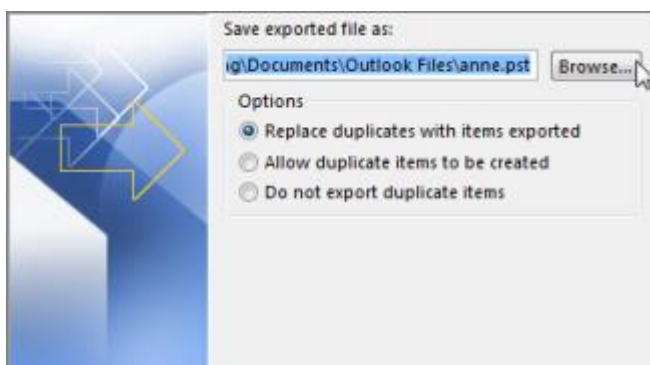 Save exported file as:
g\Documents\Outlook Files\anne.pst
Browse...
Options
Replace duplicates with items exported
Allow duplicate items to be created
Do not export duplicate items